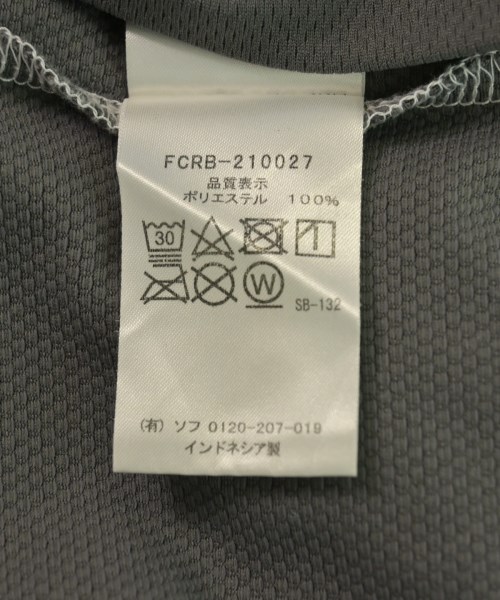 FCRB-210027
品質表示
ポリエステル 100%
30
W
SB-132
(有) ソフ 0120-207-019
インドネシア製